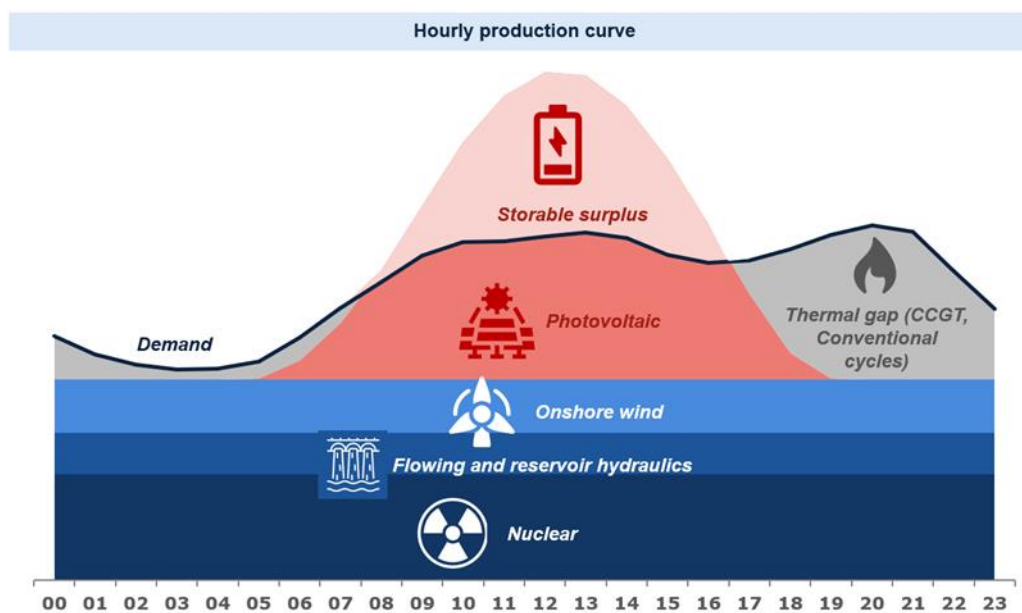 Hourly production curve
Storable surplus
Photovoltaic
Thermal gap (CCGT,
Conventional
cycles)
Demand
Onshore wind
Flowing and reservoir hydraulics
Nuclear
00 01 02 03 04 05 06 07 08 09 10 11 12 13 14 15 16 17 18 19 20 21 22 23